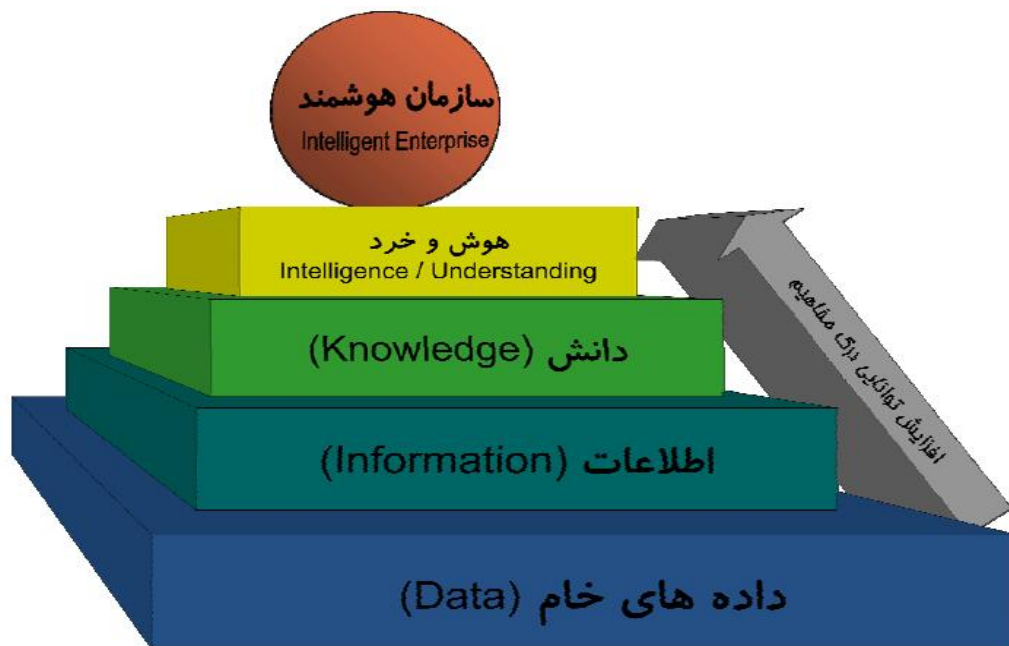 سازمان هوشمند
Intelligent Enterprise
هوش و خرد
Intelligence / Understanding
دانش (Knowledge)
اطلاعات (Information)
داده های خام (Data)
افزایش توانایی درک مفاهیم